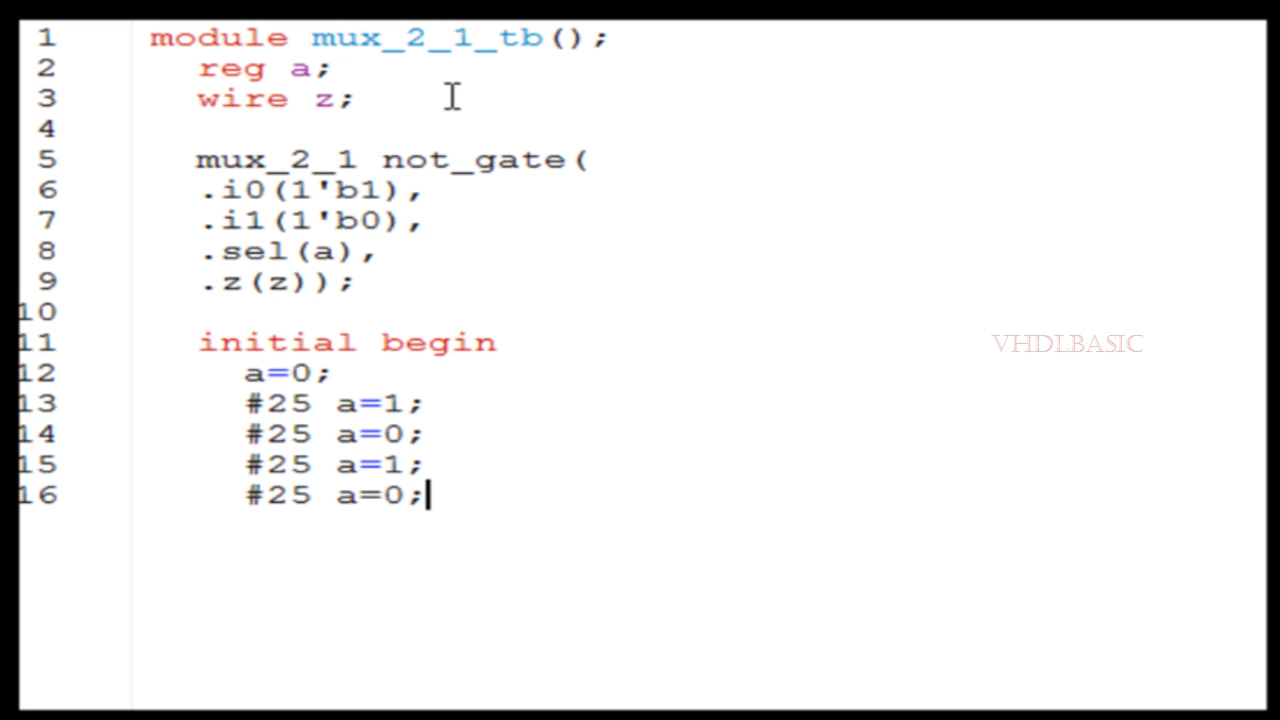 1 module mux_2_1_tb();
2 reg a;
3 wire z;
4
5 mux_2_1 not_gate(
6 .i0(1'b1),
7 .i1(1'b0),
8 .sel(a),
9 .z(z));
10
11 initial begin
VHDLBASIC
12 a=0;
13 #25 a=1;
14 #25 a=0;
15 #25 a=1;
16 #25 a=0;